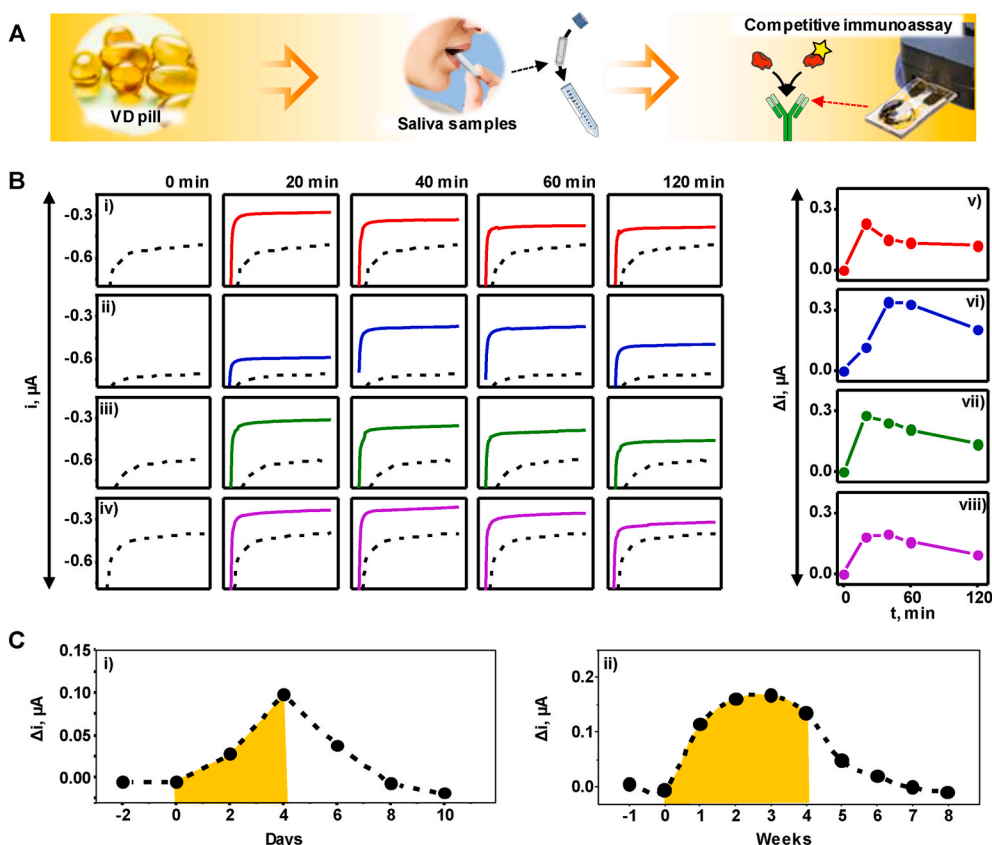 A
VD pill
Saliva samples
Competitive immunoassay
B
0 min 20 min 40 min 60 min 120 min
i)
-0.3
-0.6
ii)
-0.3
-0.6
iii)
-0.3
-0.6
iv)
-0.3
-0.6
i, µA
v)
0.3
0.0
vi)
0.3
0.0
vii)
0.3
0.0
viii)
0.3
0.0
Δi, µA
0 60 120
t, min
C
i)
0.15
0.10
0.05
0.00
Δi, µA
-2 0 2 4 6 8 10
Days
ii)
0.2
0.1
0.0
Δi, µA
-1 0 1 2 3 4 5 6 7 8
Weeks